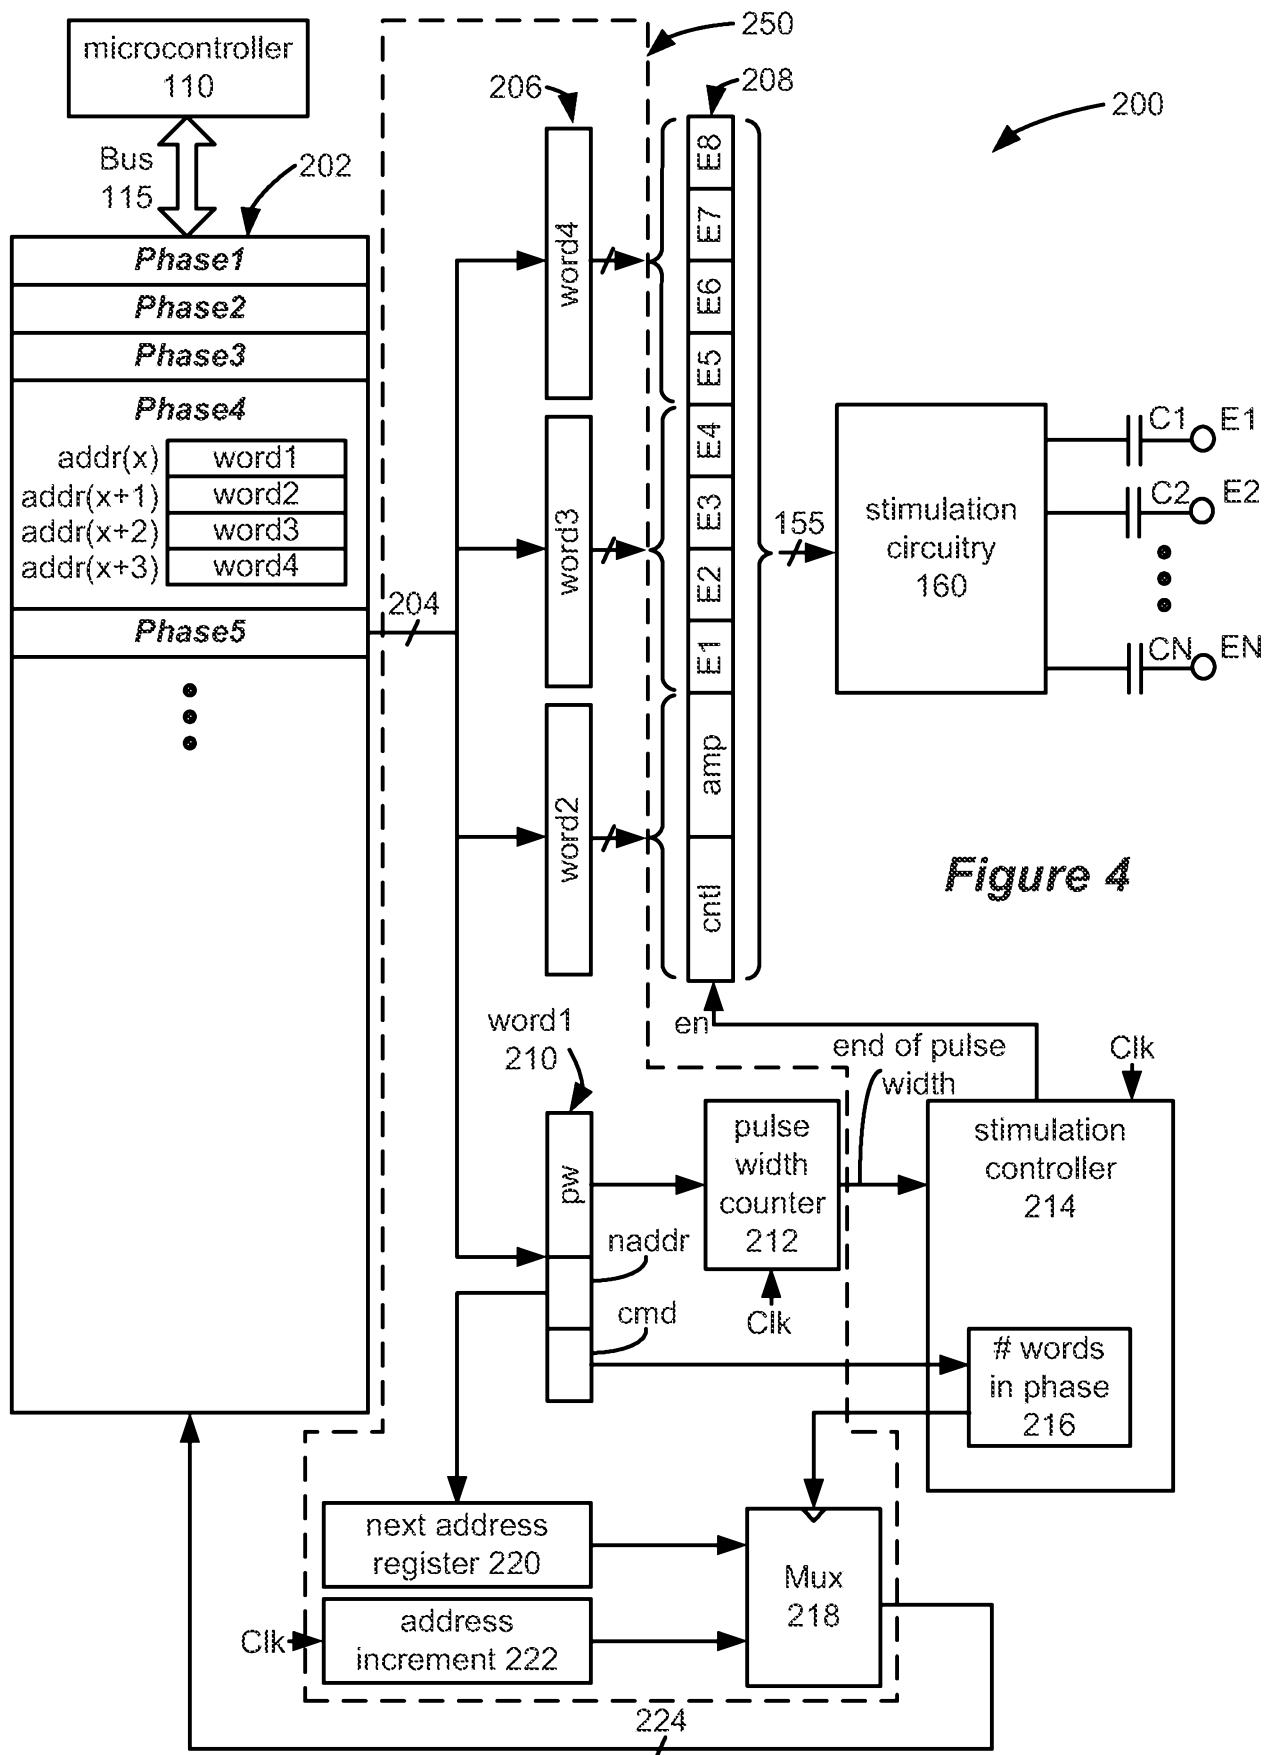 microcontroller
110
Bus
115
202
Phase1
Phase2
Phase3
Phase4
addr(x) word1
addr(x+1) word2
addr(x+2) word3
addr(x+3) word4
Phase5
204
206
word4
word3
word2
250
208
E8
E7
E6
E5
E4
E3
E2
E1
amp
cntl
200
155
stimulation
circuitry
160
C1 E1
C2 E2
CN EN
Figure 4
en
word1
210
pw
naddr
cmd
pulse
width
counter
212
Clk
end of pulse
width
Clk
stimulation
controller
214
# words
in phase
216
next address
register 220
Clk
address
increment 222
Mux
218
224